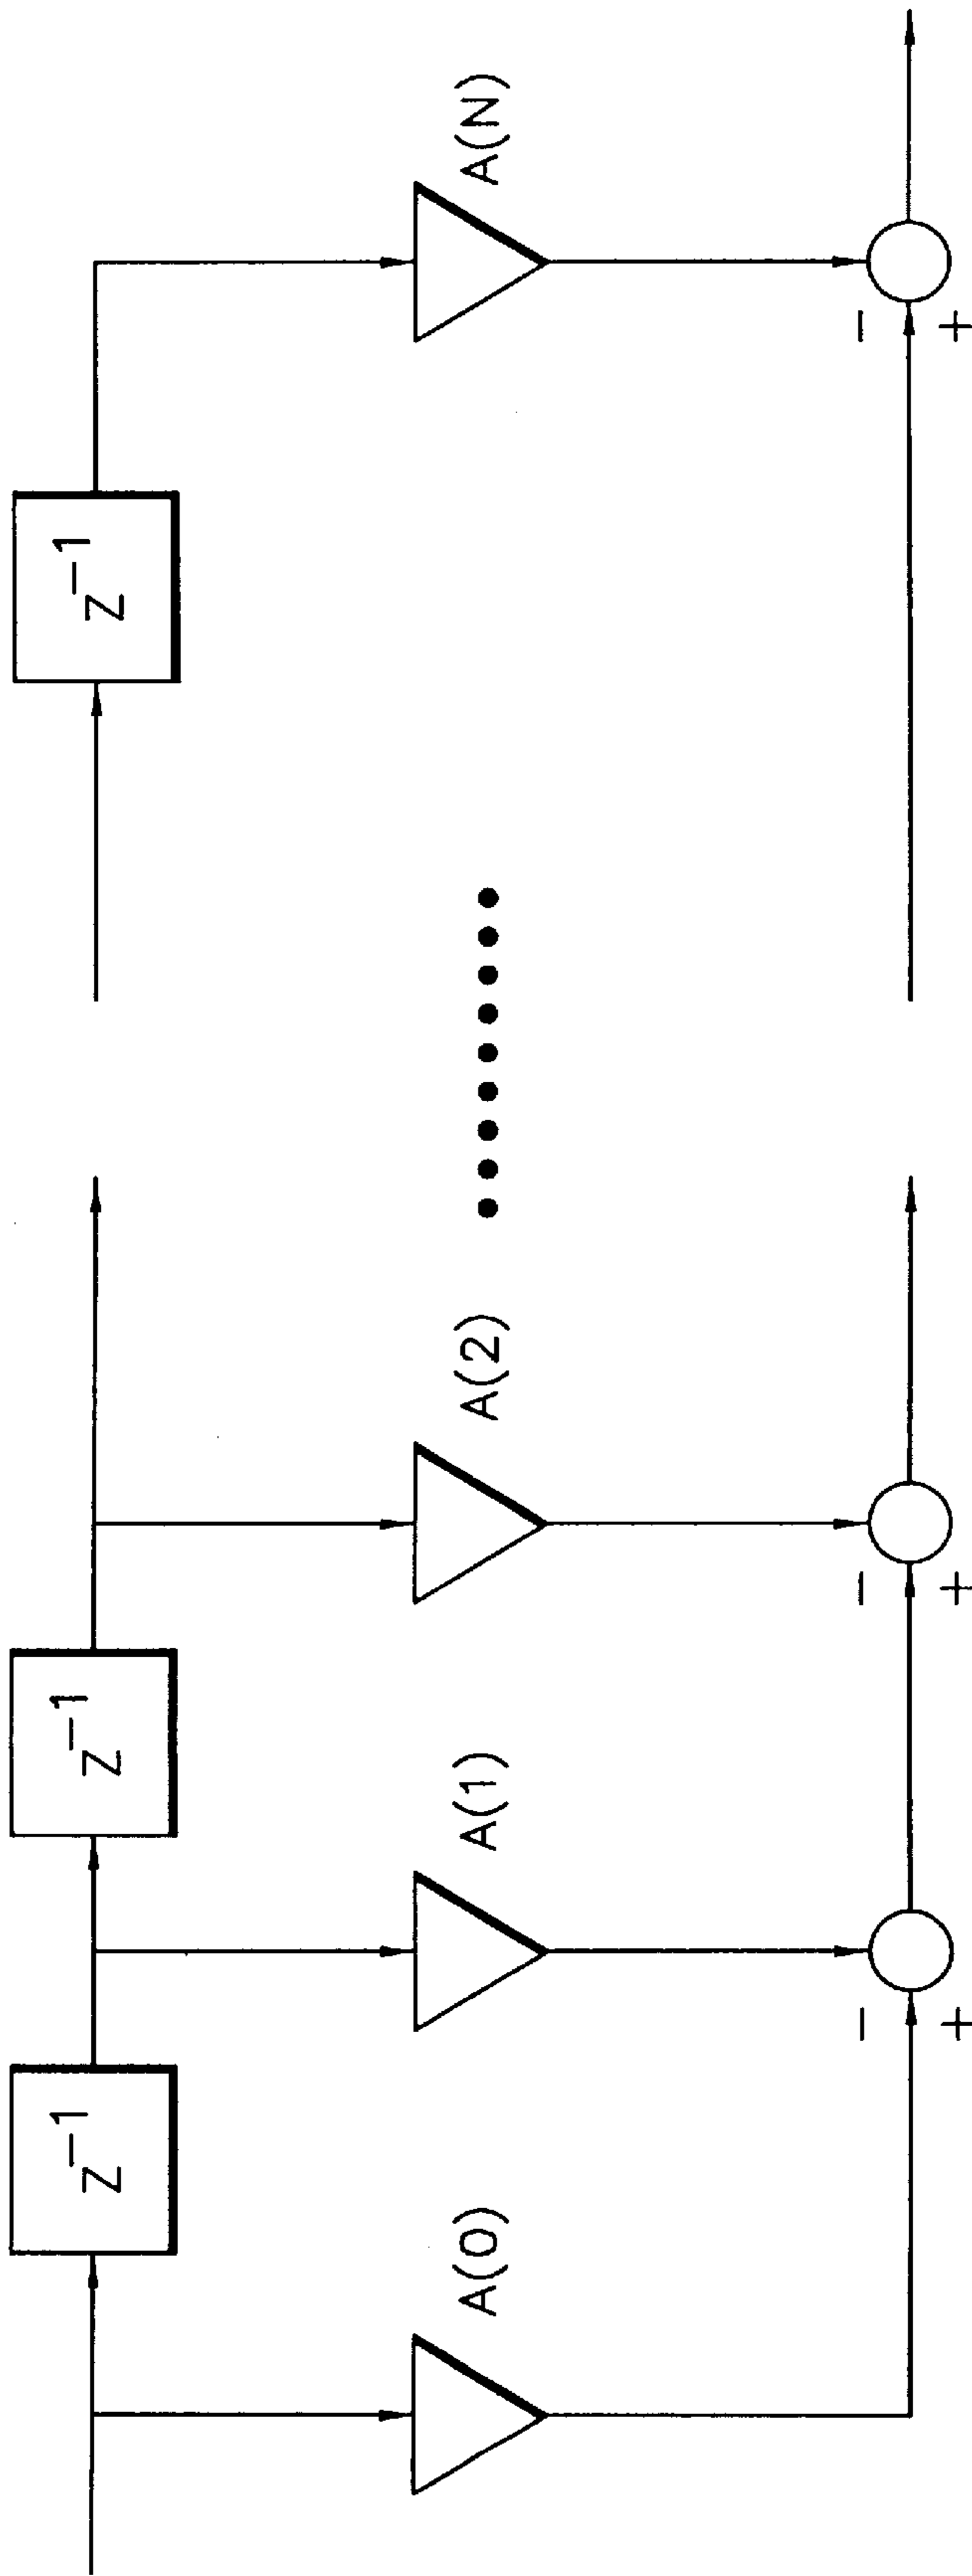 z⁻¹
z⁻¹
z⁻¹
A(0)
A(1)
A(2)
A(N)
− +
− +
− +